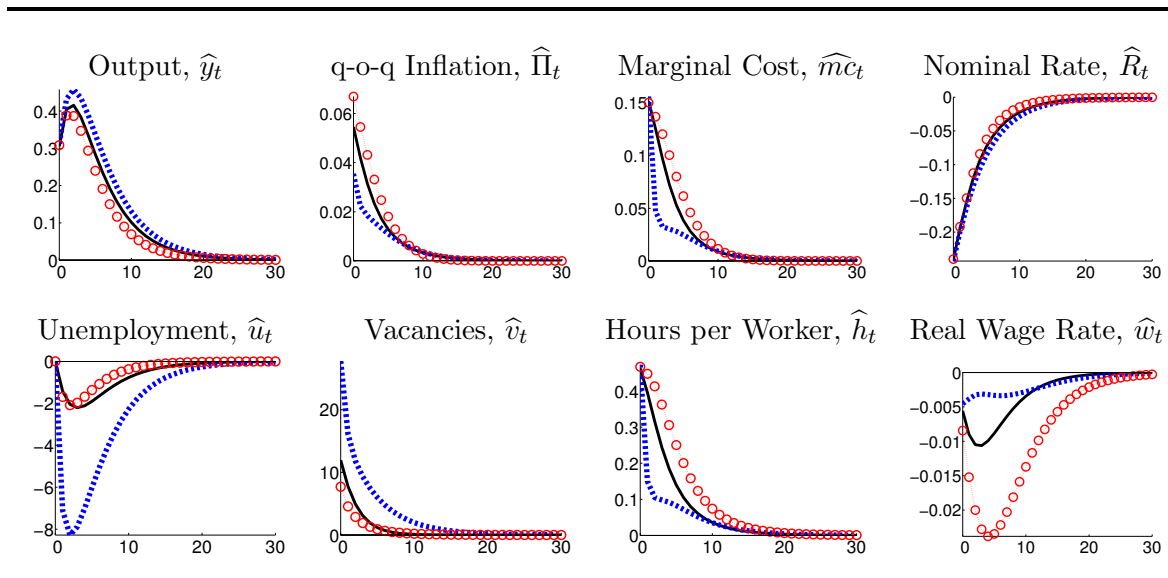 Output, ŷ_t
q-o-q Inflation, Π̂_t
Marginal Cost, m̂c_t
Nominal Rate, R̂_t
0.4
0.3
0.2
0.1
0
0 10 20 30
0.06
0.04
0.02
0
0 10 20 30
0.15
0.1
0.05
0
0 10 20 30
0
−0.05
−0.1
−0.15
−0.2
0 10 20 30
Unemployment, û_t
Vacancies, v̂_t
Hours per Worker, ĥ_t
Real Wage Rate, ŵ_t
0
−2
−4
−6
−8
0 10 20 30
20
10
0
0 10 20 30
0.4
0.3
0.2
0.1
0
0 10 20 30
0
−0.005
−0.01
−0.015
−0.02
0 10 20 30